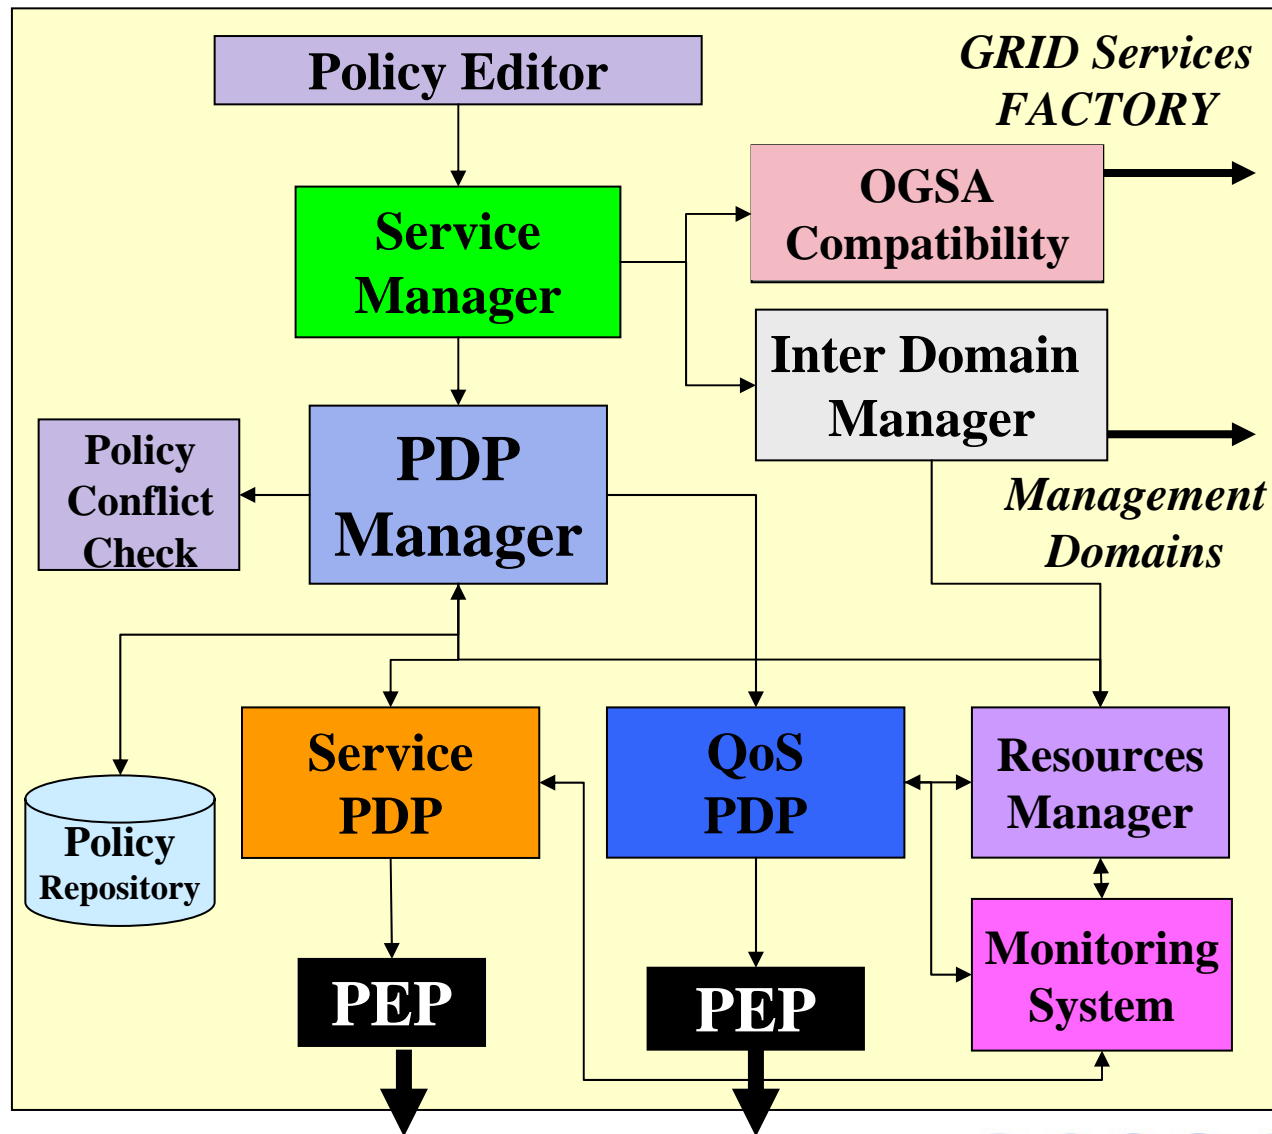 Policy Editor
GRID Services
FACTORY
OGSA
Compatibility
Service
Manager
Inter Domain
Manager
Policy
Conflict
Check
PDP
Manager
Management
Domains
Service
PDP
QoS
PDP
Resources
Manager
Policy
Repository
Monitoring
System
PEP
PEP